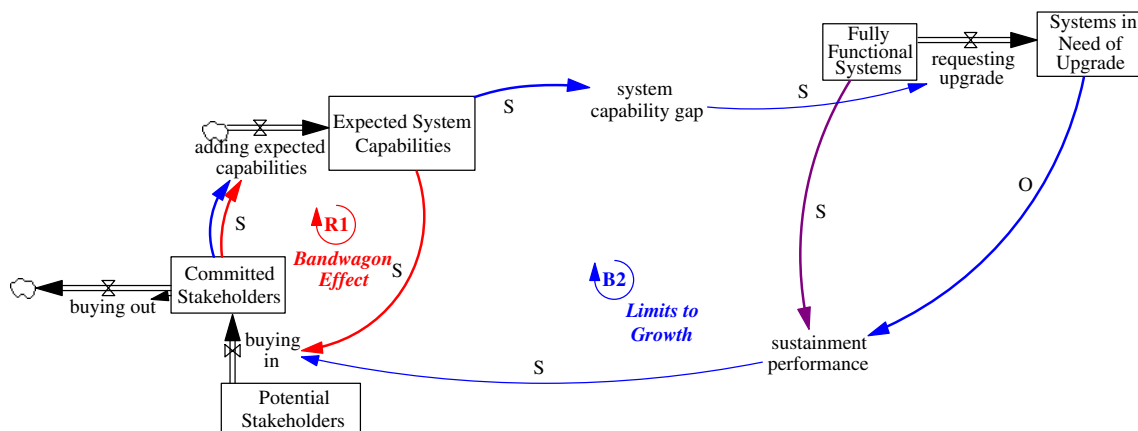 Fully
Functional
Systems
requesting
upgrade
Systems in
Need of
Upgrade
S
system
capability gap
S
Expected System
Capabilities
adding expected
capabilities
S
R1
Bandwagon
Effect
S
S
O
B2
Limits to
Growth
Committed
Stakeholders
buying out
buying
in
S
sustainment
performance
Potential
Stakeholders